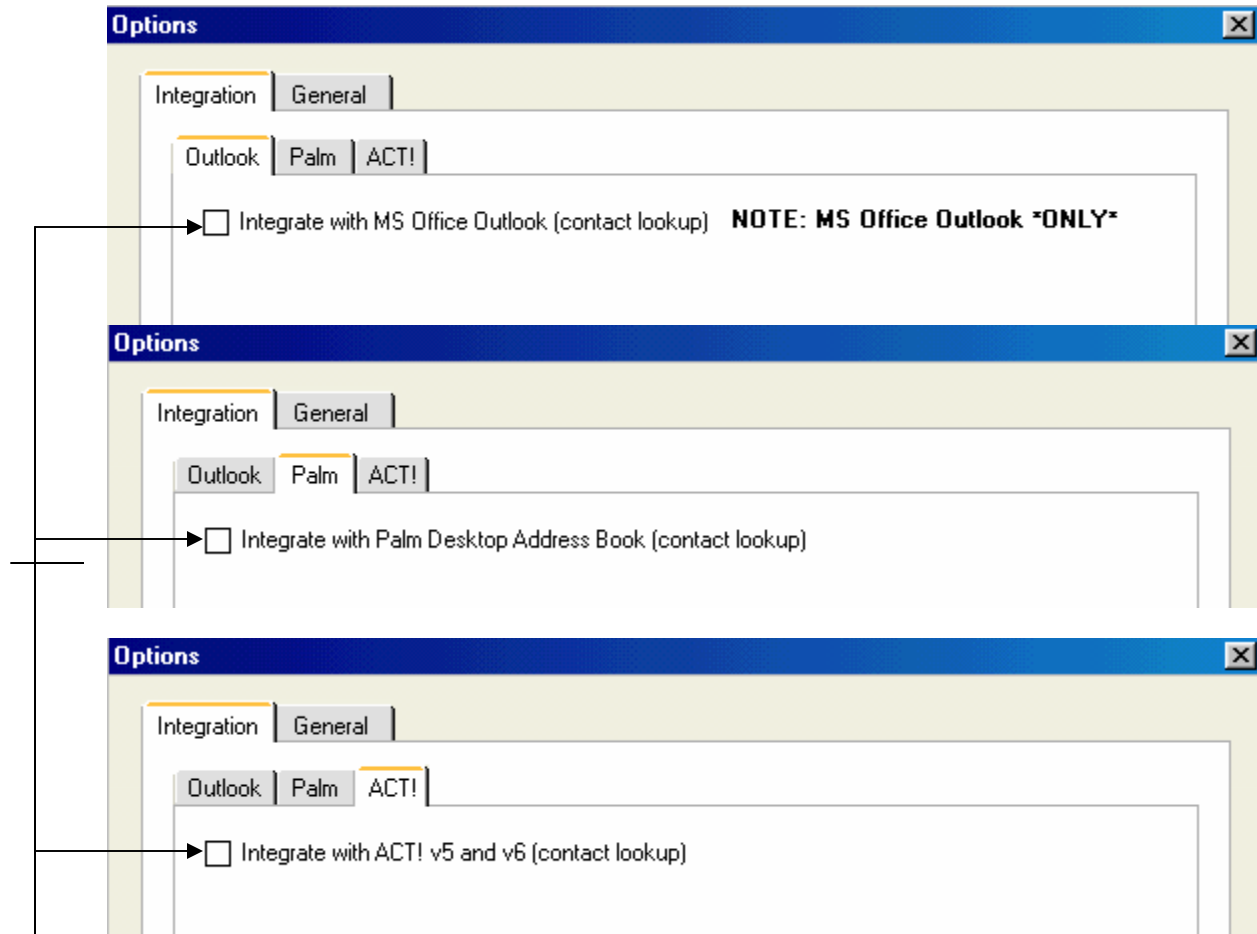 Options
Integration General
Outlook Palm ACT!
Integrate with MS Office Outlook (contact lookup) NOTE: MS Office Outlook *ONLY*
Options
Integration General
Outlook Palm ACT!
Integrate with Palm Desktop Address Book (contact lookup)
Options
Integration General
Outlook Palm ACT!
Integrate with ACT! v5 and v6 (contact lookup)